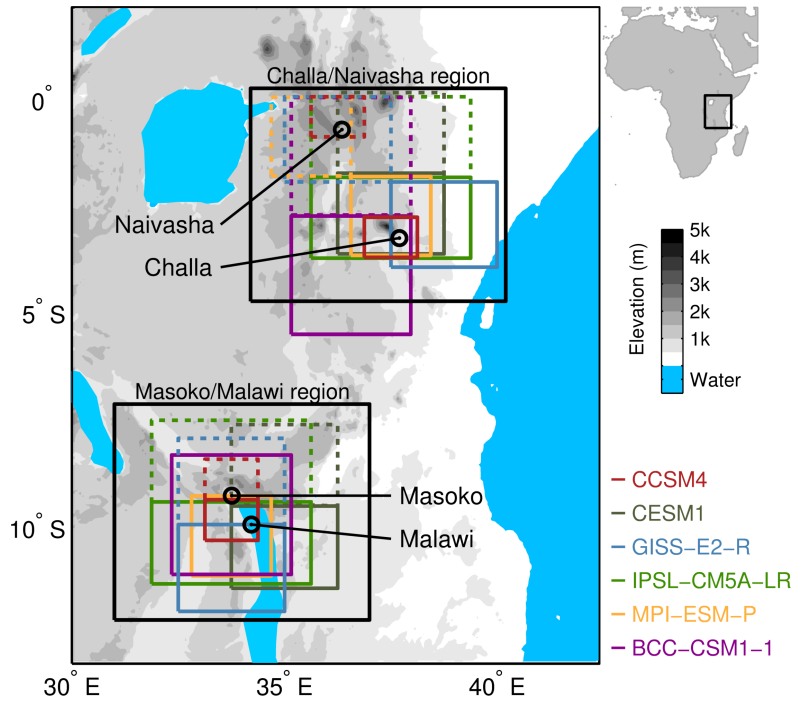 Challa/Naivasha region
0°
Naivasha
Challa
5° S
Masoko/Malawi region
Masoko
10° S
Malawi
30° E
35° E
40° E
Elevation (m)
5k
4k
3k
2k
1k
Water
CCSM4
CESM1
GISS−E2−R
IPSL−CM5A−LR
MPI−ESM−P
BCC−CSM1−1